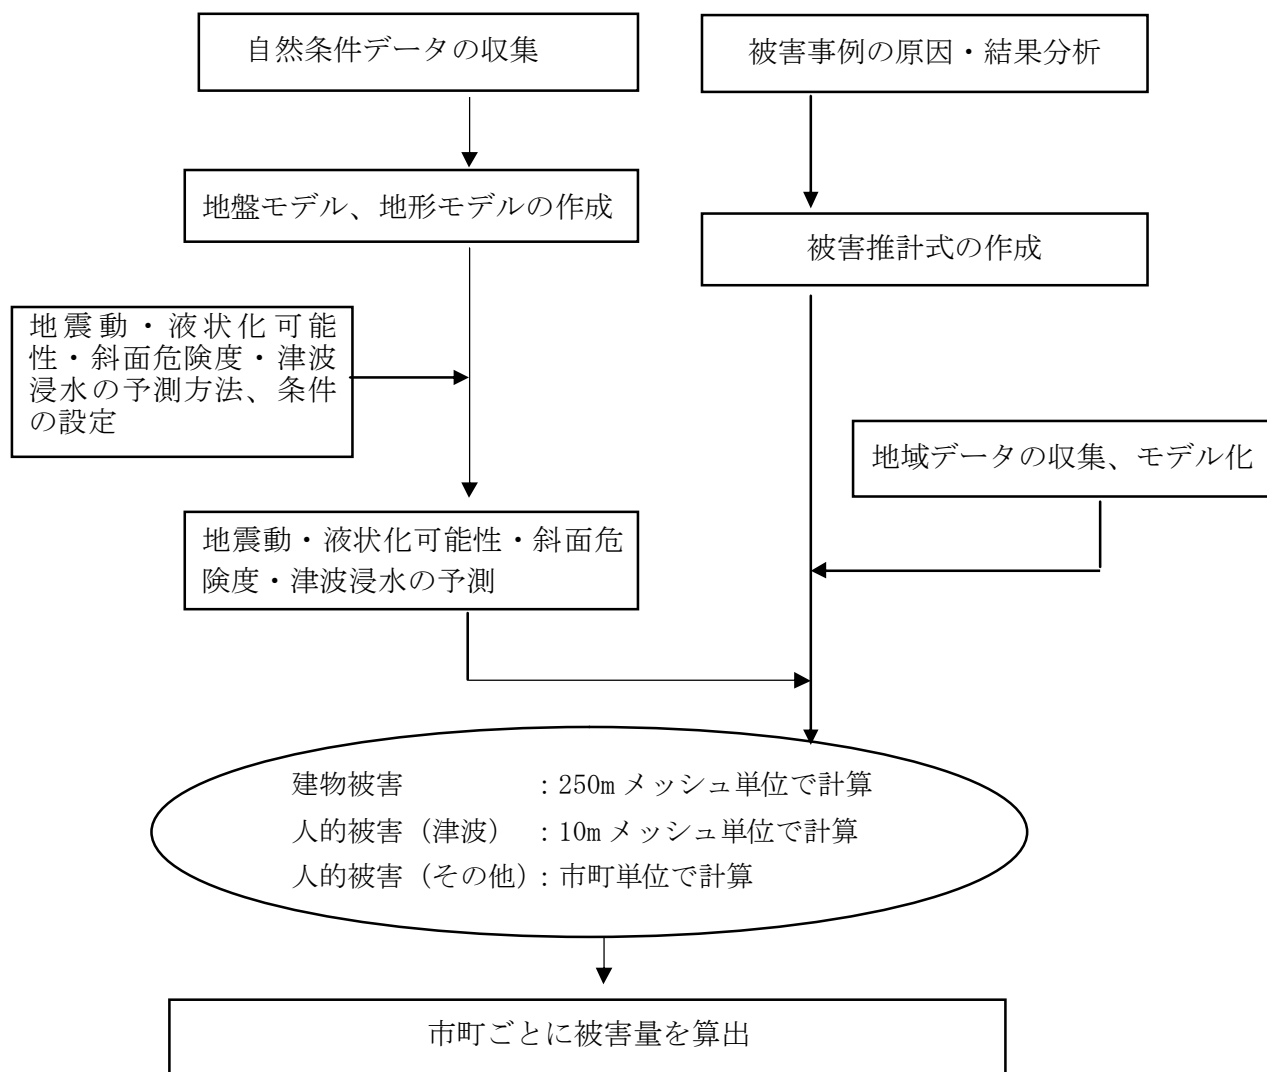 自然条件データの収集
被害事例の原因・結果分析
地盤モデル、地形モデルの作成
被害推計式の作成
地震動・液状化可能
性・斜面危険度・津波
浸水の予測方法、条件
の設定
地域データの収集、モデル化
地震動・液状化可能性・斜面危
険度・津波浸水の予測
建物被害　　　　：250mメッシュ単位で計算
人的被害（津波）　：10mメッシュ単位で計算
人的被害（その他）：市町単位で計算
市町ごとに被害量を算出